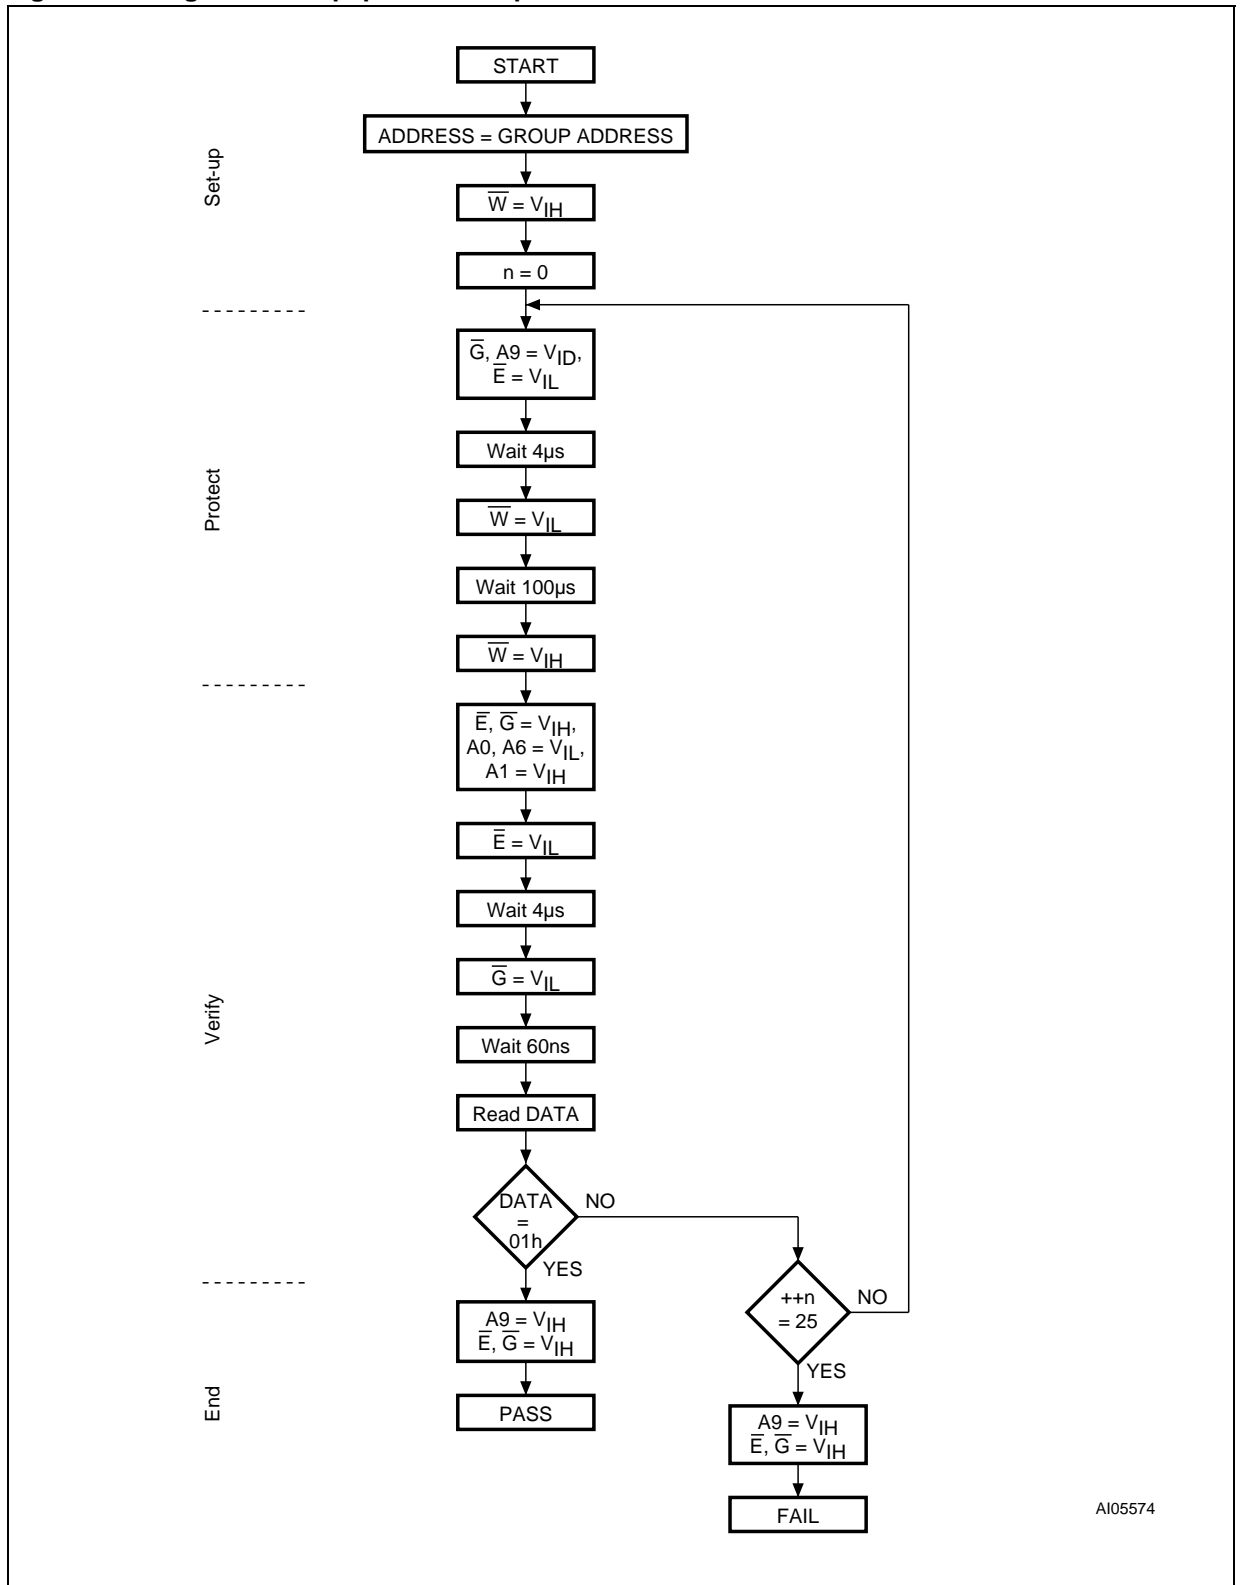 START
ADDRESS = GROUP ADDRESS
Set-up
W̅ = VIH
n = 0
G̅, A9 = VID,
E̅ = VIL
Wait 4µs
Protect
W̅ = VIL
Wait 100µs
W̅ = VIH
E̅, G̅ = VIH,
A0, A6 = VIL,
A1 = VIH
E̅ = VIL
Wait 4µs
G̅ = VIL
Verify
Wait 60ns
Read DATA
DATA
=
01h
NO
YES
++n
= 25
NO
YES
A9 = VIH
E̅, G̅ = VIH
End
PASS
A9 = VIH
E̅, G̅ = VIH
FAIL
AI05574